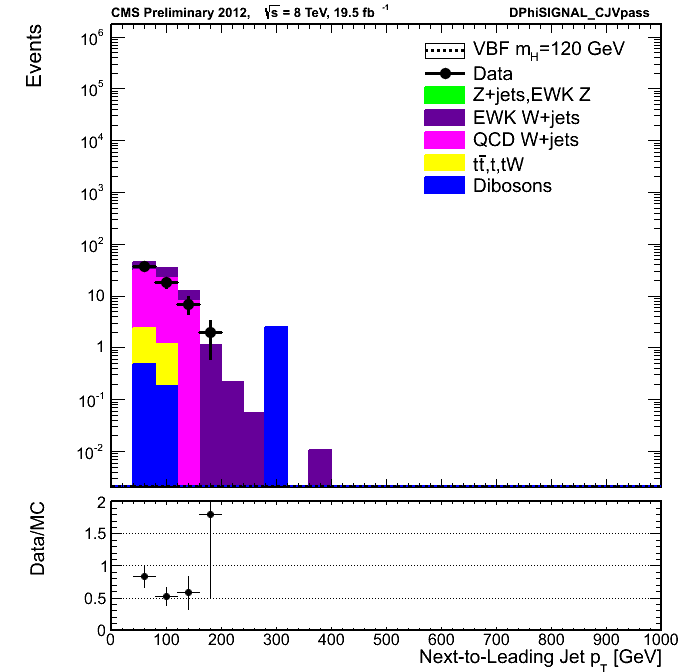 CMS Preliminary 2012, √s = 8 TeV, 19.5 fb⁻¹ DPhiSIGNAL_CJVpass
Events
10⁶
10⁵
10⁴
10³
10²
10
1
10⁻¹
10⁻²
VBF m_H=120 GeV
Data
Z+jets,EWK Z
EWK W+jets
QCD W+jets
tt̄,t,tW
Dibosons
Data/MC
2
1.5
1
0.5
0
0 100 200 300 400 500 600 700 800 900 1000
Next-to-Leading Jet p_T [GeV]